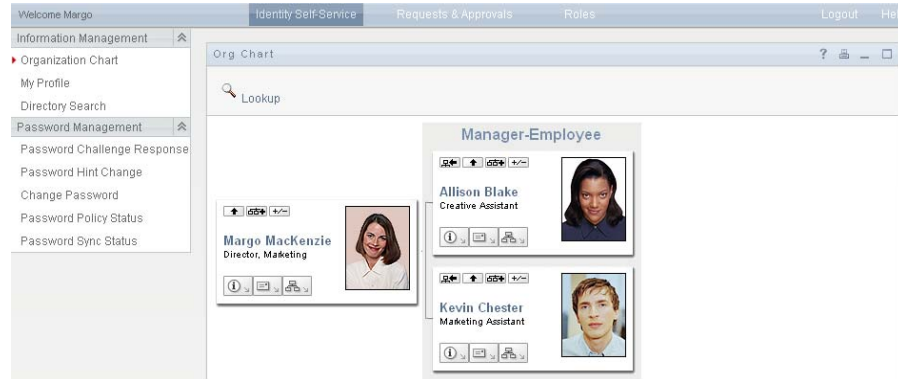 Welcome Margo
Identity Self-Service
Requests & Approvals
Roles
Logout
Hel
Information Management
Organization Chart
My Profile
Directory Search
Password Management
Password Challenge Response
Password Hint Change
Change Password
Password Policy Status
Password Sync Status
Org Chart
?
Lookup
Manager-Employee
Margo MacKenzie
Director, Marketing
Allison Blake
Creative Assistant
Kevin Chester
Marketing Assistant